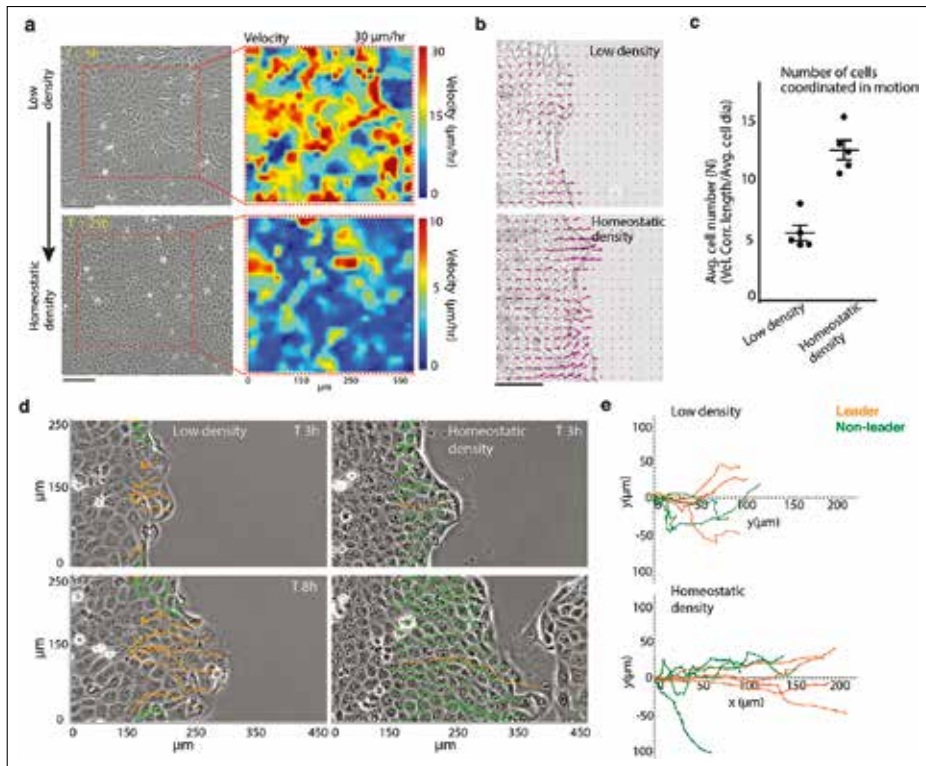 a
Velocity 30 µm/hr
Low
density
Homeostatic
density
30
15
0
Velocity (µm/hr)
10
5
0
Velocity (µm/hr)
0 150 250
µm
b
Low density
Homeostatic
density
c
Number of cells
coordinated in motion
Avg. cell number (N)
(Vel. Corr. length/Avg. cell dia)
15
10
5
0
Low density
Homeostatic
density
d
Low density
T 3h
Homeostatic
density
T 3h
T 8h
250
150
0
µm
250
150
0
µm
0 150 250 350 450
µm
0 150 250 350 450
µm
e
Low density
Leader
Non-leader
100
50
0
50
100
y(µm)
50 100 150 200
y(µm)
Homeostatic
density
100
50
0
-50
100
y(µm)
50 100 150 200
x (µm)